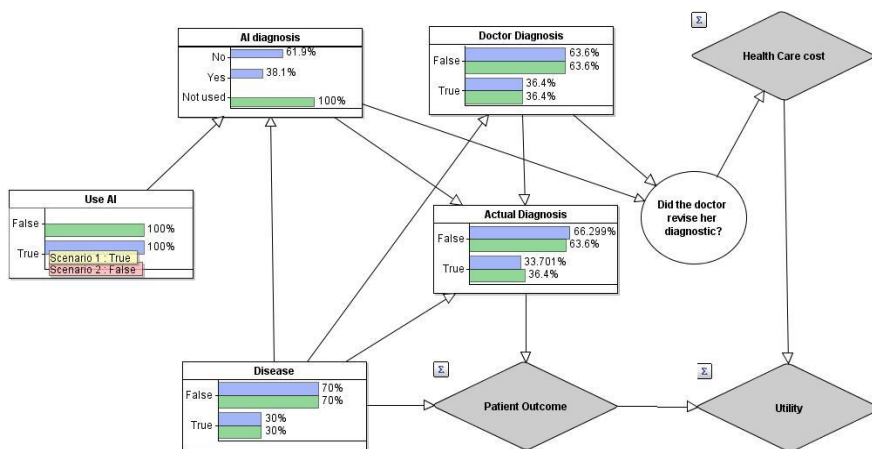 Σ
AI diagnosis
No
61.9%
Yes
38.1%
Not used
100%
Doctor Diagnosis
False
63.6%
63.6%
True
36.4%
36.4%
Health Care cost
Use AI
False
100%
True
100%
Scenario 1 : True
Scenario 2 : False
Actual Diagnosis
False
66.299%
63.6%
True
33.701%
36.4%
Did the doctor
revise her
diagnostic?
Disease
False
70%
70%
True
30%
30%
Σ
Patient Outcome
Σ
Utility